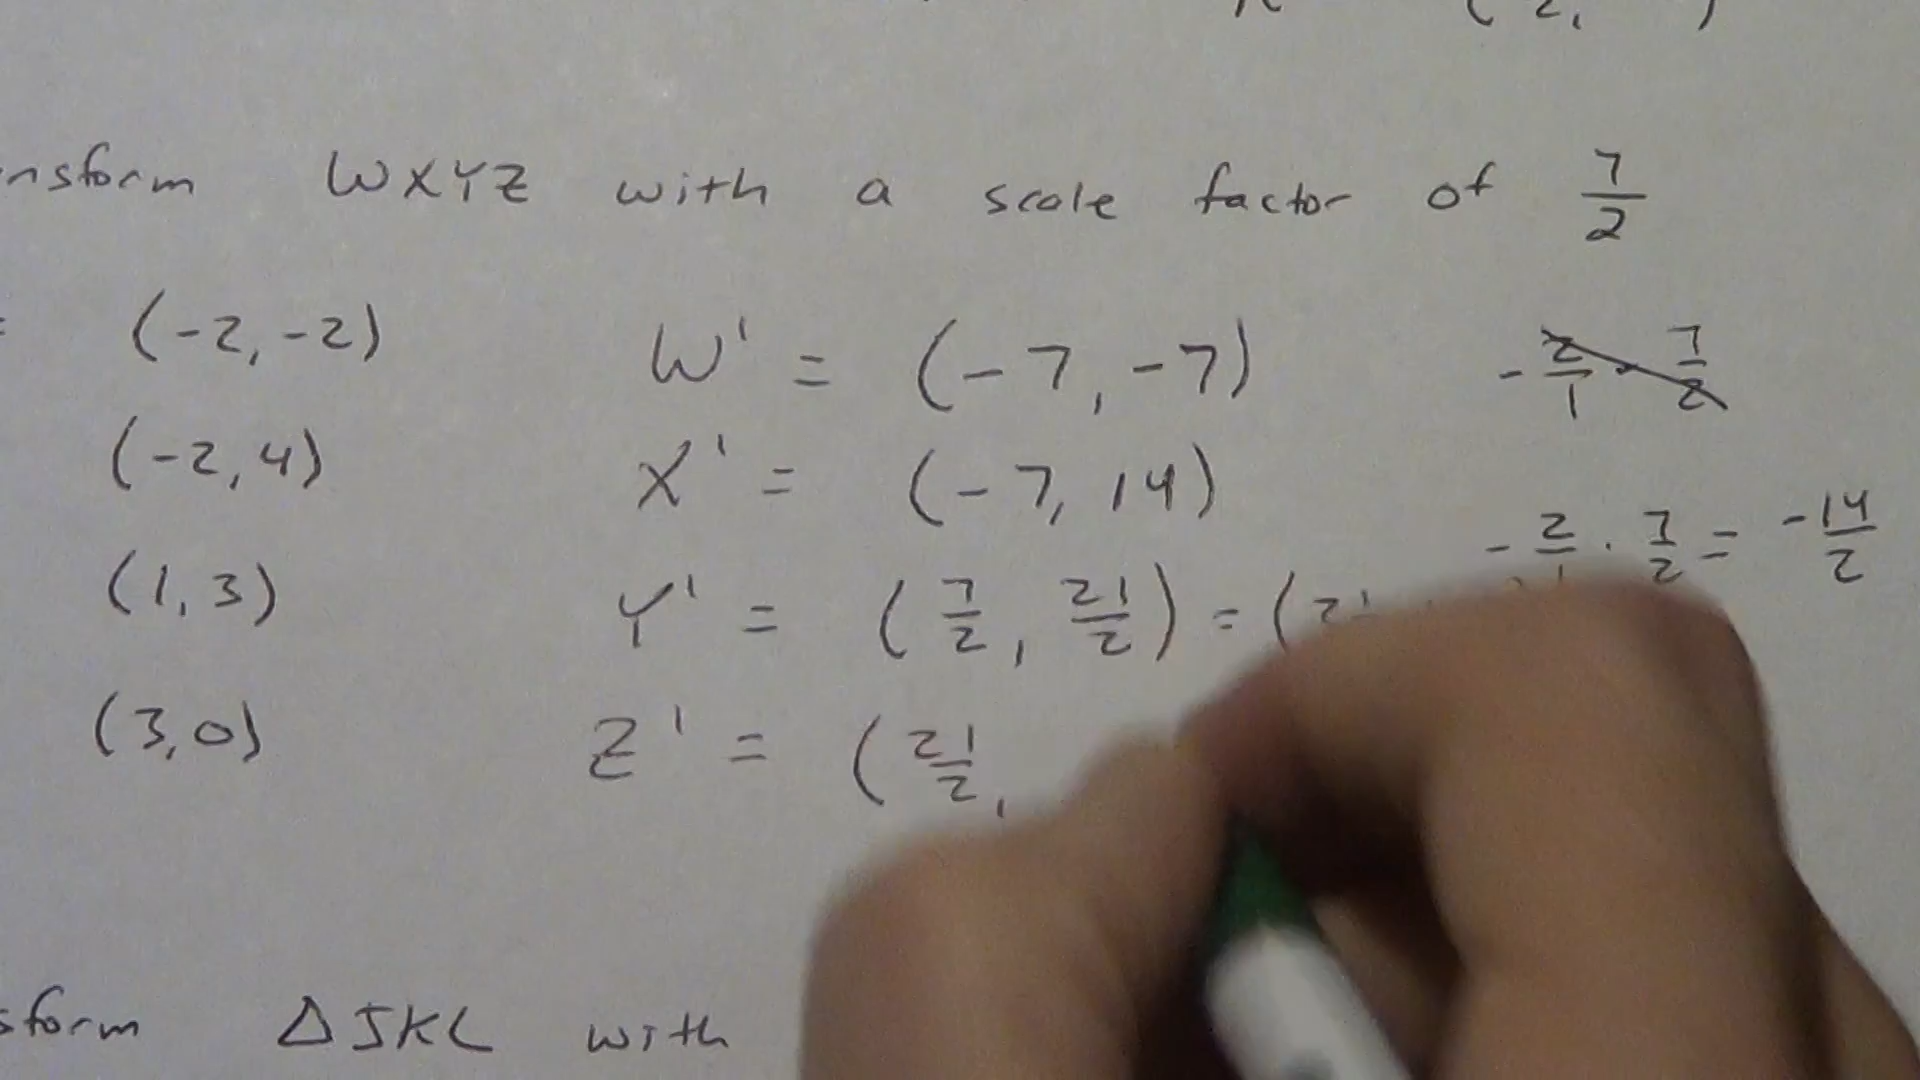 (2,
nsform WXYZ with a scale factor of 7/2
(-2,-2) W' = (-7,-7) -2/1 · 7/2
(-2,4) X' = (-7, 14) -2/1 · 7/2 = -14/2
(1,3) Y' = (7/2, 21/2) = (
(3,0) Z' = (21/2,
sform ΔJKL with